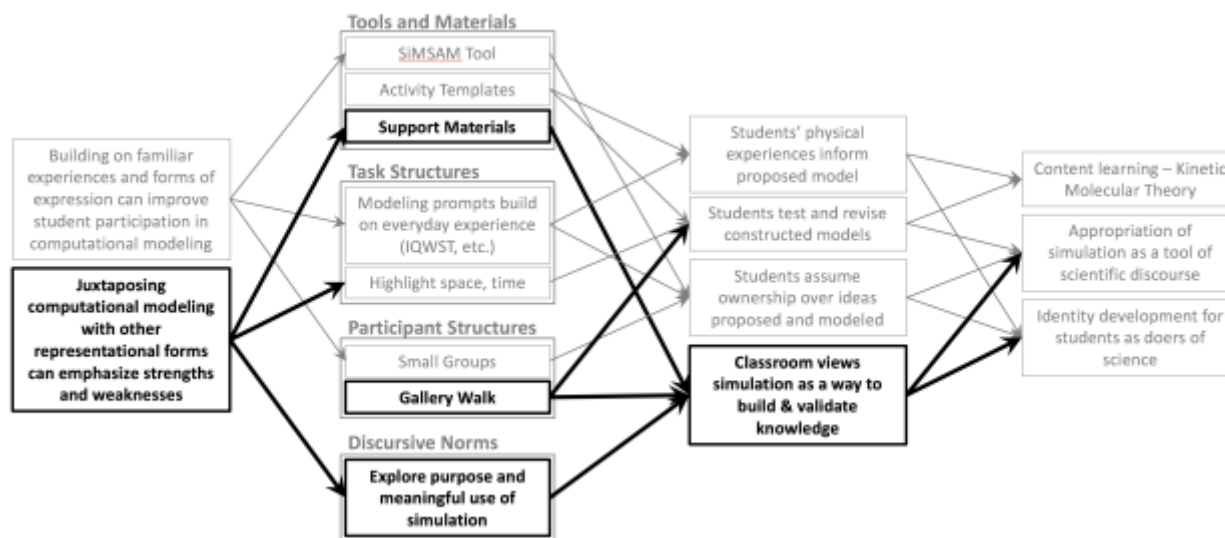 Building on familiar
experiences and forms of
expression can improve
student participation in
computational modeling
Juxtaposing
computational modeling
with other
representational forms
can emphasize strengths
and weaknesses
Tools and Materials
SiMSAM Tool
Activity Templates
Support Materials
Task Structures
Modeling prompts build
on everyday experience
(IQWST, etc.)
Highlight space, time
Participant Structures
Small Groups
Gallery Walk
Discursive Norms
Explore purpose and
meaningful use of
simulation
Students' physical
experiences inform
proposed model
Students test and revise
constructed models
Students assume
ownership over ideas
proposed and modeled
Classroom views
simulation as a way to
build & validate
knowledge
Content learning – Kinetic
Molecular Theory
Appropriation of
simulation as a tool of
scientific discourse
Identity development for
students as doers of
science